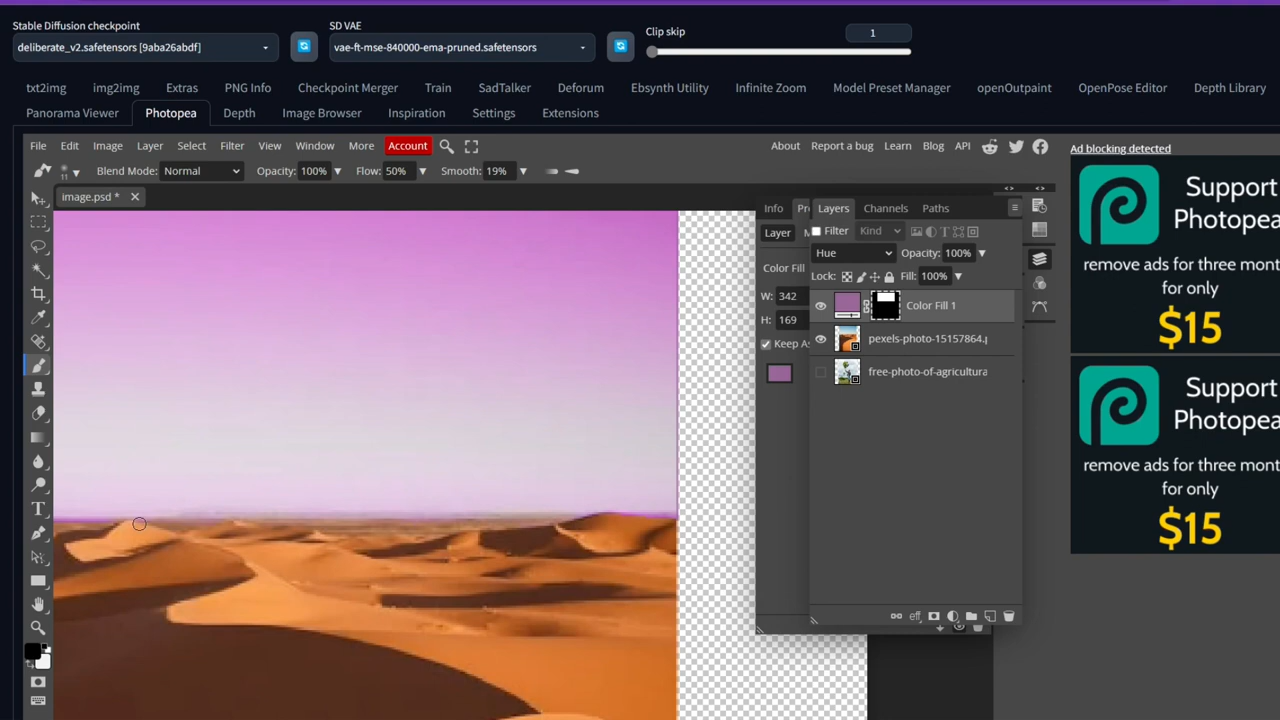 Stable Diffusion checkpoint
SD VAE
Clip skip
1
deliberate_v2.safetensors [9aba26abdf]
vae-ft-mse-840000-ema-pruned.safetensors
txt2img img2img Extras PNG Info Checkpoint Merger Train SadTalker Deforum Ebsynth Utility Infinite Zoom Model Preset Manager openOutpaint OpenPose Editor Depth Library
Panorama Viewer Photopea Depth Image Browser Inspiration Settings Extensions
File Edit Image Layer Select Filter View Window More Account
About Report a bug Learn Blog API
Ad blocking detected
11 Blend Mode: Normal Opacity: 100% Flow: 50% Smooth: 19%
image.psd *
Info Pr Layers Channels Paths
Layer M
Filter Kind
Hue Opacity: 100%
Color Fill
Lock: Fill: 100%
W: 342
Color Fill 1
H: 169
pexels-photo-15157864.p
Keep As
free-photo-of-agricultura
eff
Support
Photopea
remove ads for three mont
for only
$15
Support
Photopea
remove ads for three mont
for only
$15